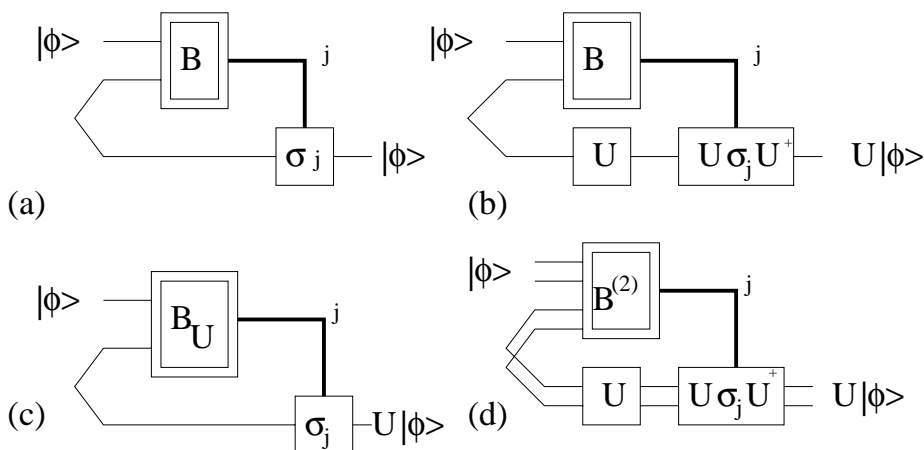 |ϕ> B j
σ j |ϕ>
(a)
|ϕ> B j
U U σj U+ U|ϕ>
(b)
|ϕ> BU j
σj U|ϕ>
(c)
|ϕ> B(2) j
U U σj U+ U|ϕ>
(d)